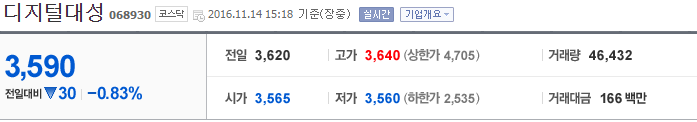 디지털대성 068930 코스닥 2016.11.14 15:18 기준(장중) 실시간 기업개요
3,590
전일대비 ▼30 -0.83%
전일 3,620 고가 3,640 (상한가 4,705) 거래량 46,432
시가 3,565 저가 3,560 (하한가 2,535) 거래대금 166 백만